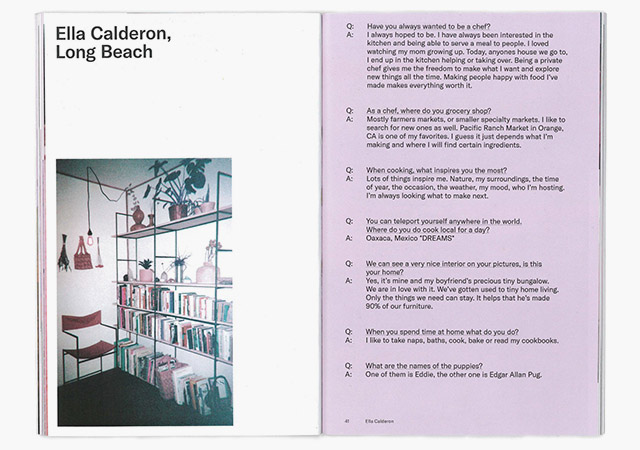 Ella Calderon,
Long Beach
Q: Have you always wanted to be a chef?
A: I always hoped to be. I have always been interested in the
kitchen and being able to serve a meal to people. I loved
watching my mom growing up. Today, anyones house we go to,
I end up in the kitchen helping or taking over. Being a private
chef gives me the freedom to make what I want and explore
new things all the time. Making people happy with food I've
made makes everything worth it.
Q: As a chef, where do you grocery shop?
A: Mostly farmers markets, or smaller specialty markets. I like to
search for new ones as well. Pacific Ranch Market in Orange,
CA is one of my favorites. I guess it just depends what I'm
making and where I will find certain ingredients.
Q: When cooking, what inspires you the most?
A: Lots of things inspire me. Nature, my surroundings, the time
of year, the occasion, the weather, my mood, who I'm hosting.
I'm always looking what to make next.
Q: You can teleport yourself anywhere in the world.
Where do you do cook local for a day?
A: Oaxaca, Mexico "DREAMS"
Q: We can see a very nice interior on your pictures, is this
your home?
A: Yes, it's mine and my boyfriend's precious tiny bungalow.
We are in love with it. We've gotten used to tiny home living.
Only the things we need can stay. It helps that he's made
90% of our furniture.
Q: When you spend time at home what do you do?
A: I like to take naps, baths, cook, bake or read my cookbooks.
Q: What are the names of the puppies?
A: One of them is Eddie, the other one is Edgar Allan Pug.
41 Ella Calderon